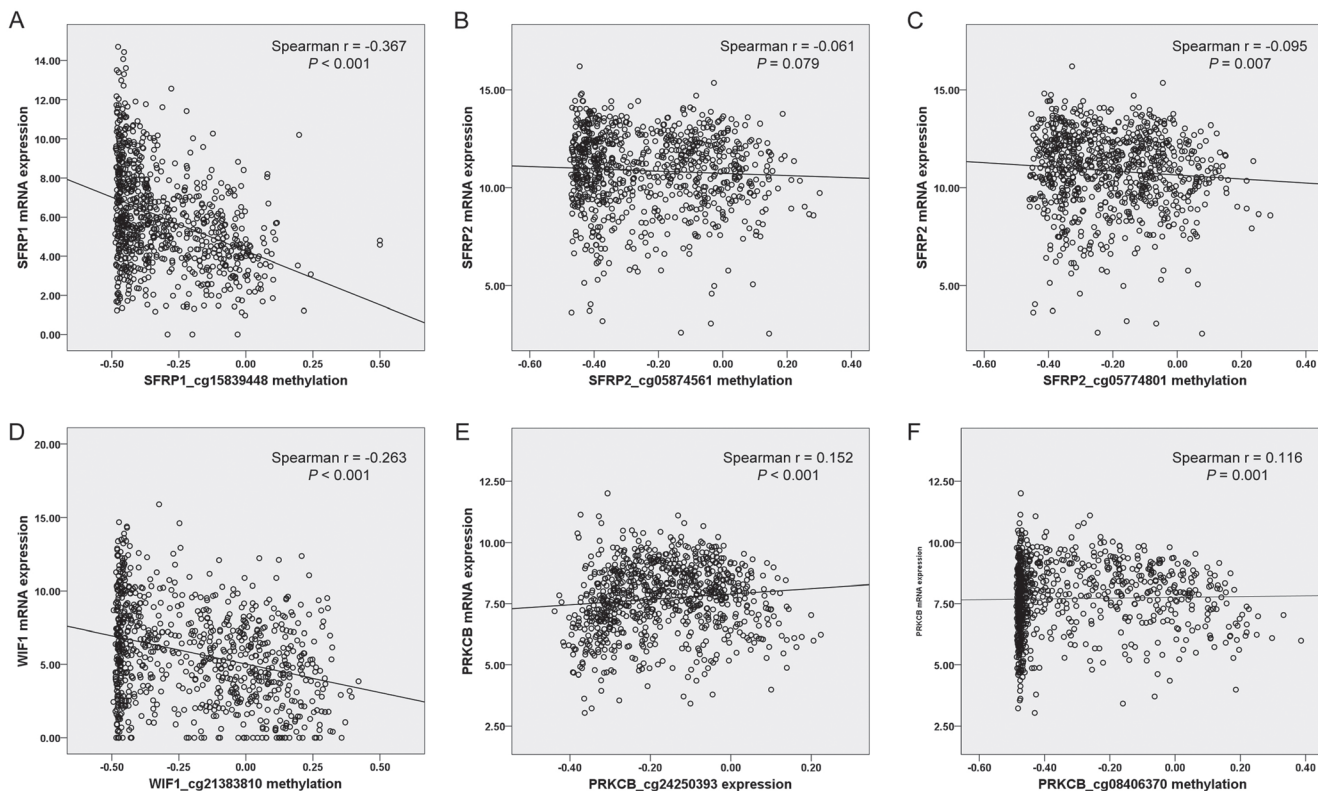 A
Spearman r = -0.367
P < 0.001
SFRP1 mRNA expression
14.00
12.00
10.00
8.00
6.00
4.00
2.00
0.00
-0.50
-0.25
0.00
0.25
0.50
SFRP1_cg15839448 methylation
B
Spearman r = -0.061
P = 0.079
SFRP2 mRNA expression
15.00
10.00
5.00
-0.60
-0.40
-0.20
0.00
0.20
0.40
SFRP2_cg05874561 methylation
C
Spearman r = -0.095
P = 0.007
SFRP2 mRNA expression
15.00
10.00
5.00
-0.60
-0.40
-0.20
0.00
0.20
0.40
SFRP2_cg05774801 methylation
D
Spearman r = -0.263
P < 0.001
WIF1 mRNA expression
20.00
15.00
10.00
5.00
0.00
-0.50
-0.25
0.00
0.25
0.50
WIF1_cg21383810 methylation
E
Spearman r = 0.152
P < 0.001
PRKCB mRNA expression
12.50
10.00
7.50
5.00
2.50
-0.40
-0.20
0.00
0.20
PRKCB_cg24250393 expression
F
Spearman r = 0.116
P = 0.001
PRKCB mRNA expression
12.50
10.00
7.50
5.00
2.50
-0.60
-0.40
-0.20
0.00
0.20
0.40
PRKCB_cg08406370 methylation